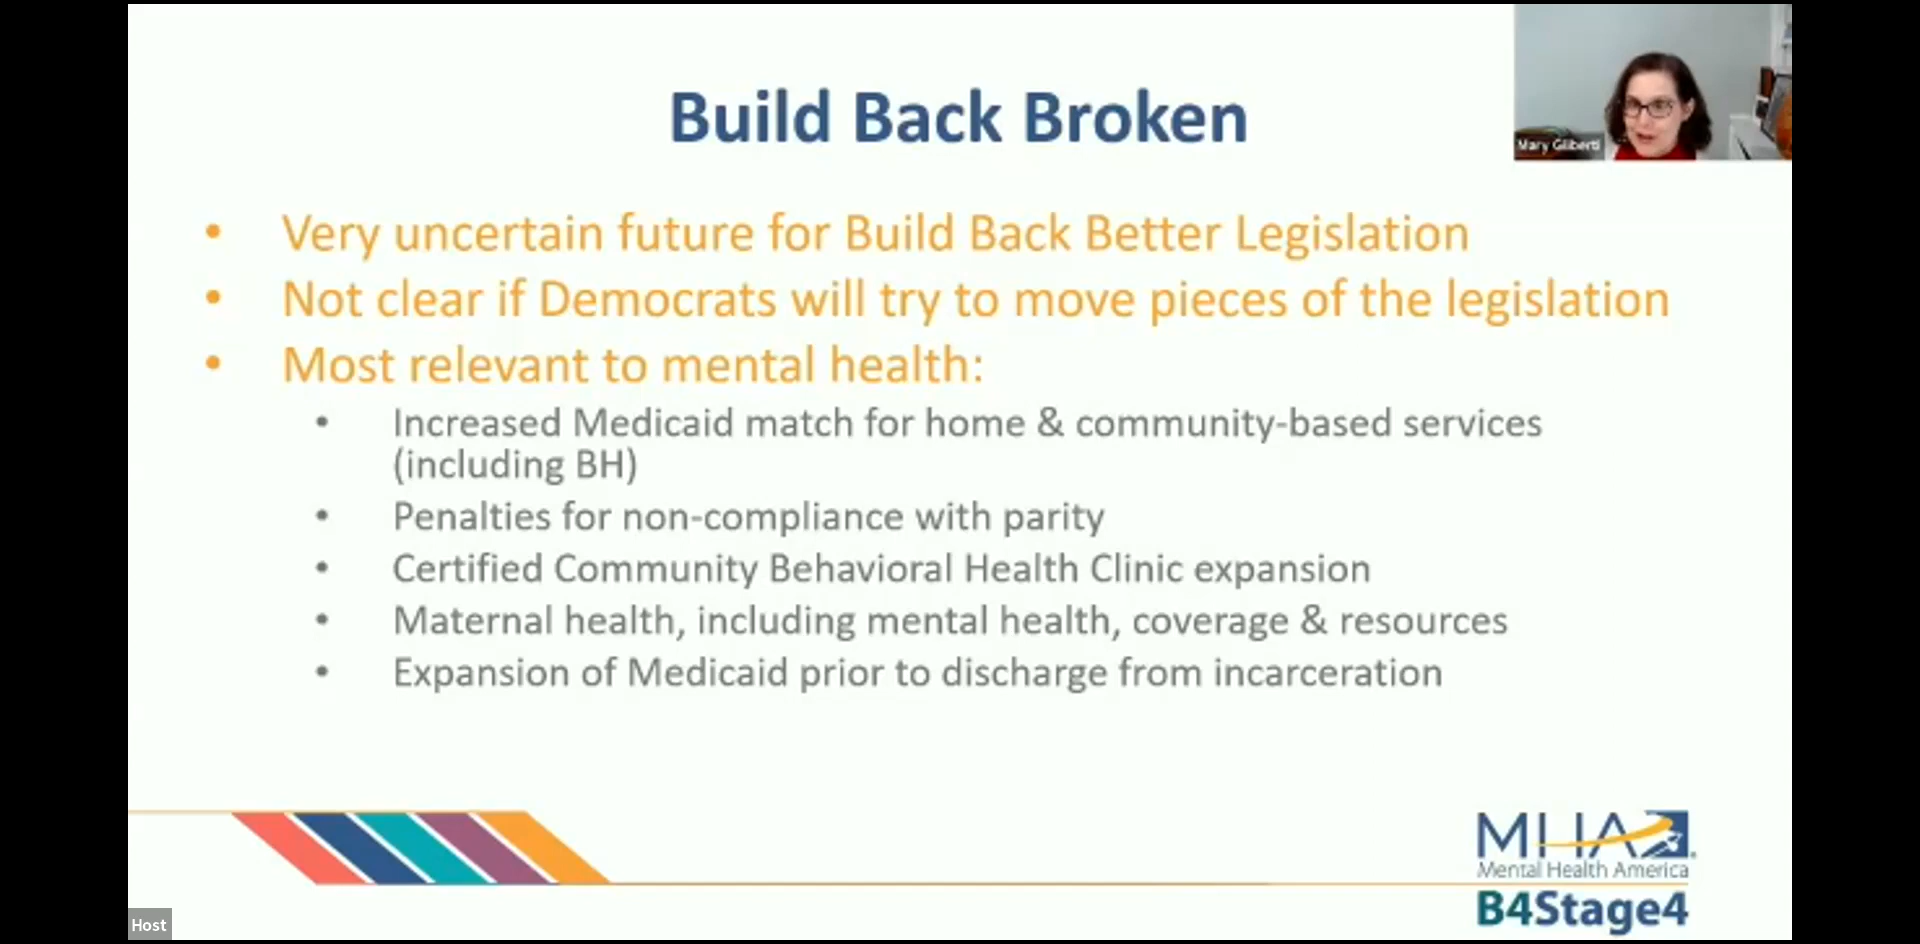 Build Back Broken
Mary Giliberti
• Very uncertain future for Build Back Better Legislation
• Not clear if Democrats will try to move pieces of the legislation
• Most relevant to mental health:
• Increased Medicaid match for home & community-based services
(including BH)
• Penalties for non-compliance with parity
• Certified Community Behavioral Health Clinic expansion
• Maternal health, including mental health, coverage & resources
• Expansion of Medicaid prior to discharge from incarceration
MHA
Mental Health America
B4Stage4
Host